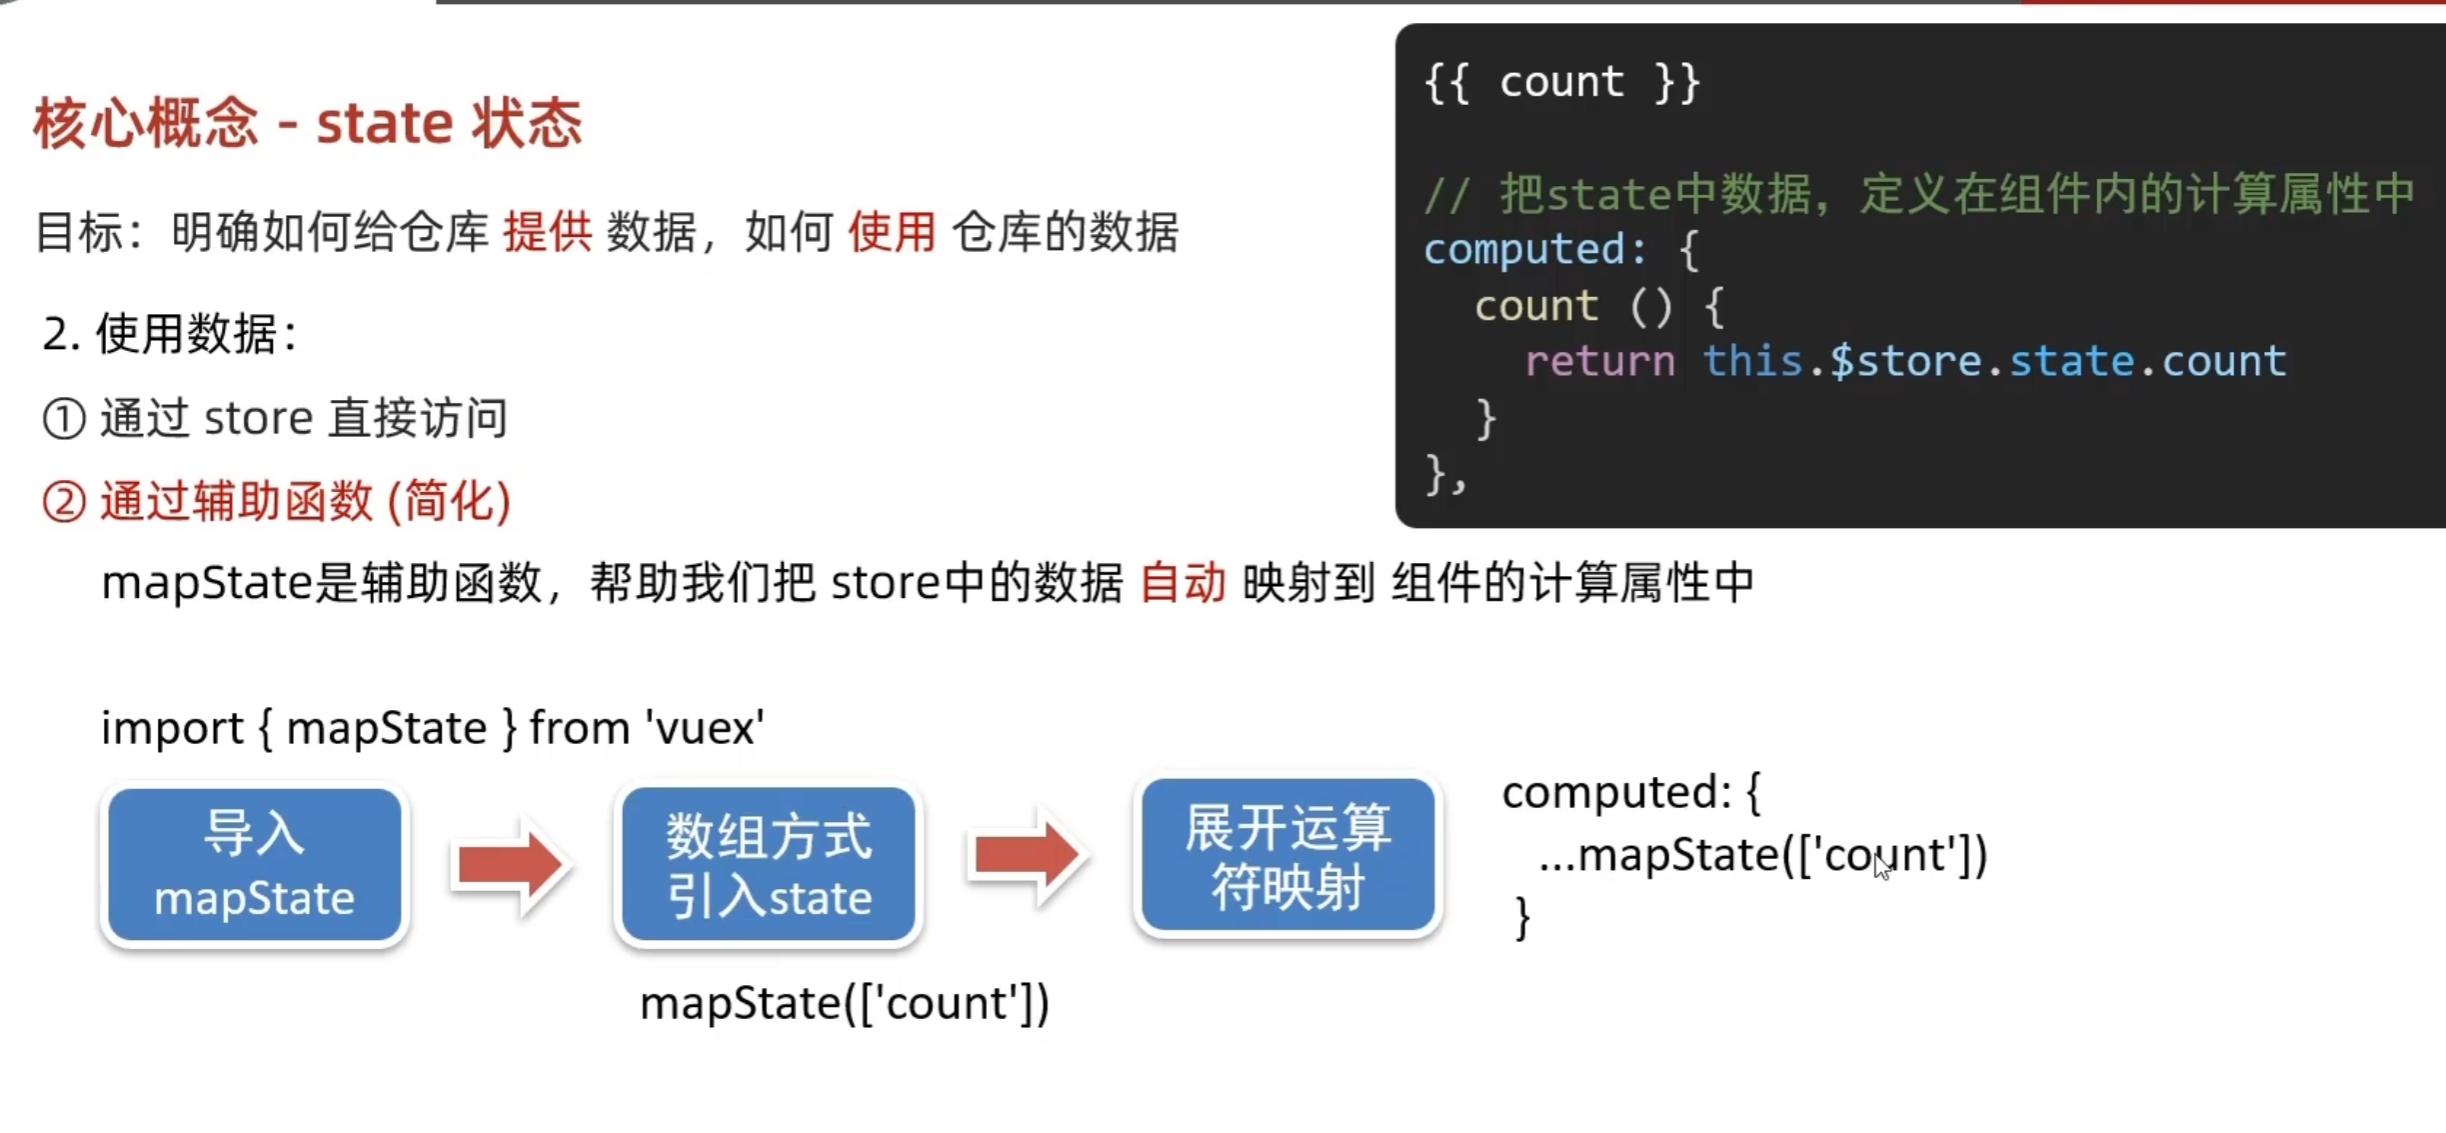 核心概念 - state 状态
目标：明确如何给仓库 提供 数据，如何 使用 仓库的数据
2. 使用数据：
① 通过 store 直接访问
② 通过辅助函数 (简化)
mapState是辅助函数，帮助我们把 store中的数据 自动 映射到 组件的计算属性中
{{ count }}
// 把state中数据，定义在组件内的计算属性中
computed: {
count () {
return this.$store.state.count
}
},
import { mapState } from 'vuex'
导入
mapState
数组方式
引入state
mapState(['count'])
展开运算
符映射
computed: {
...mapState(['count'])
}